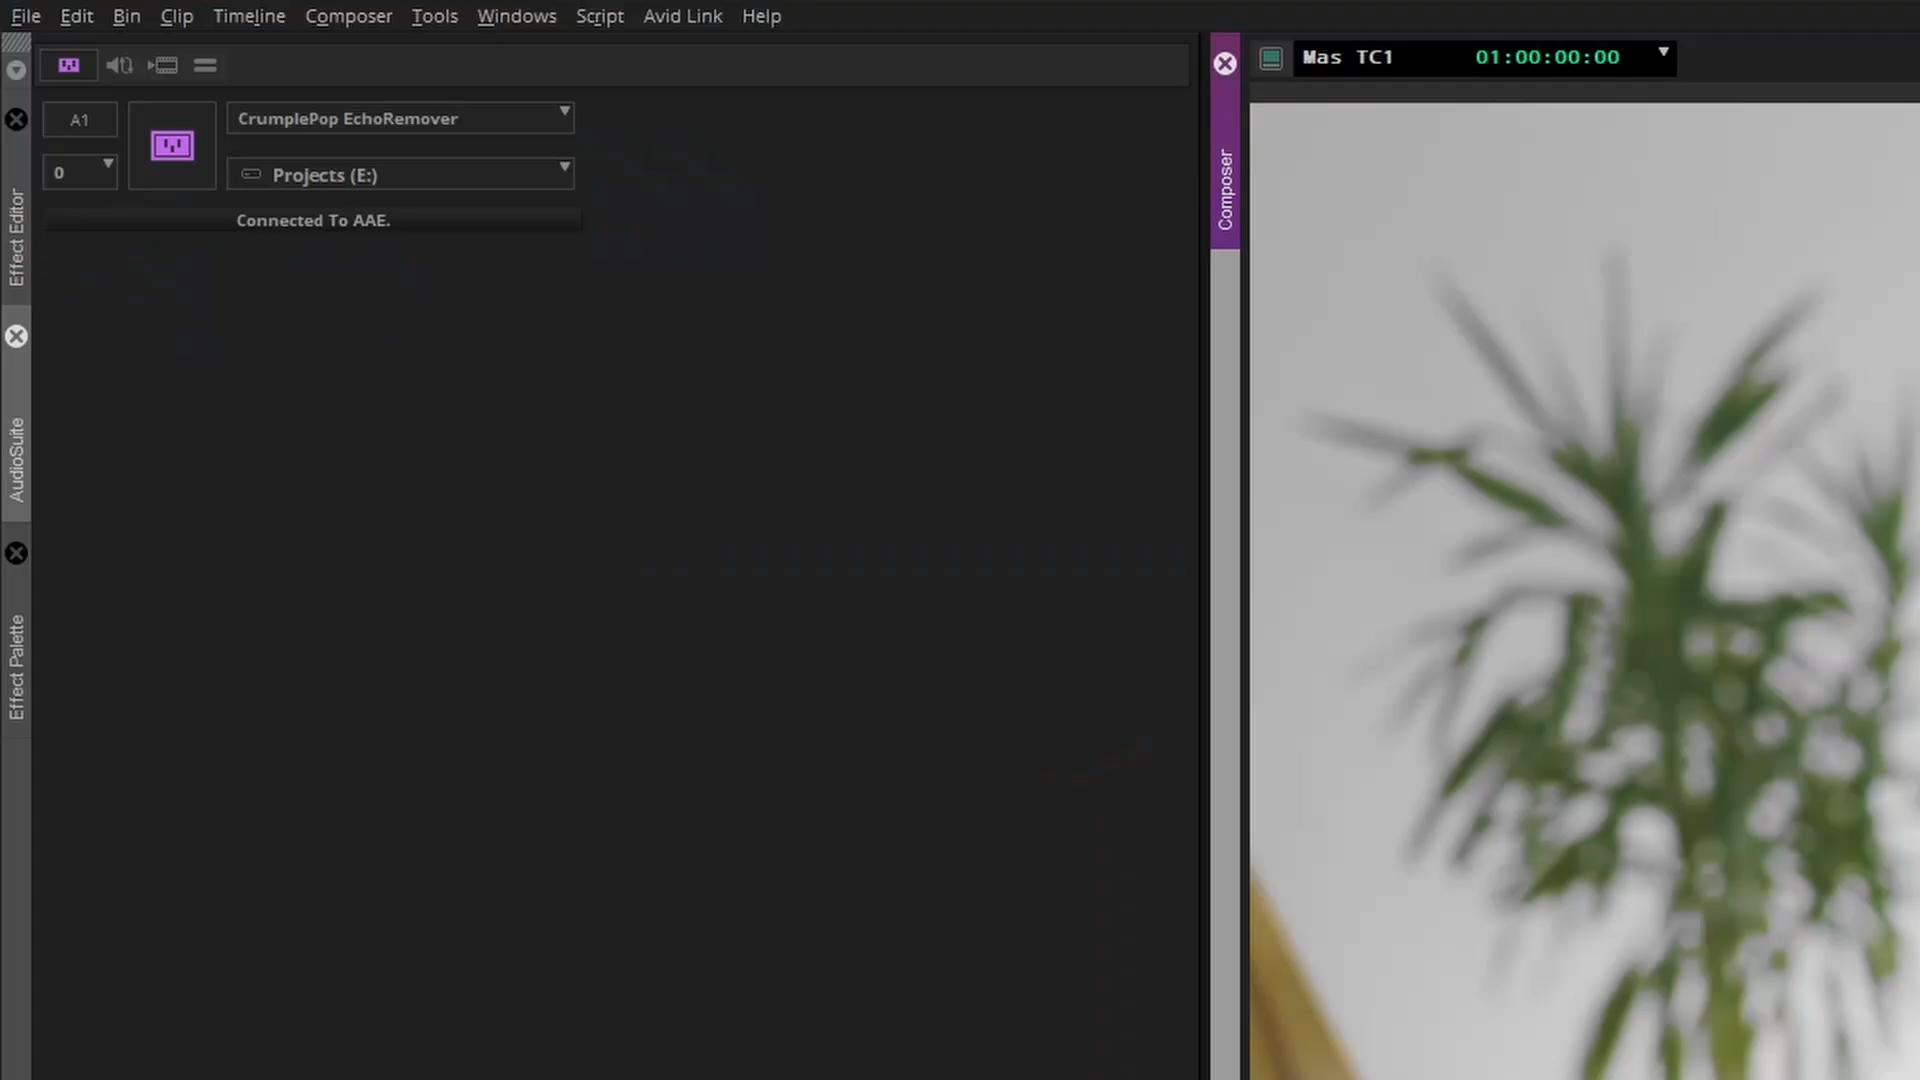 File Edit Bin Clip Timeline Composer Tools Windows Script Avid Link Help
Mas TC1 01:00:00:00
A1 CrumplePop EchoRemover
0 Projects (E:)
Connected To AAE.
Effect Editor
AudioSuite
Effect Palette
Composer